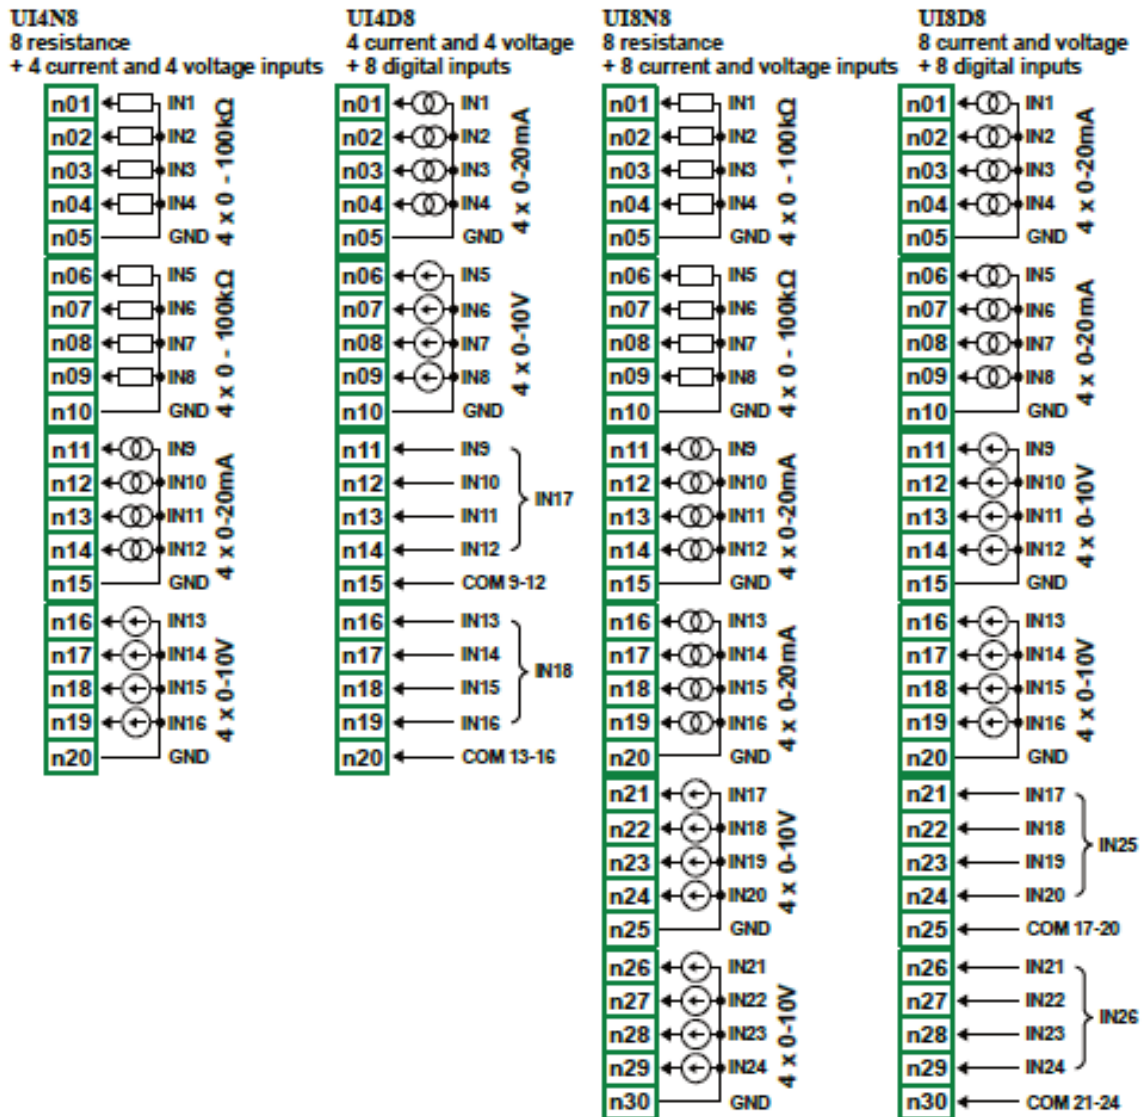 UI4N8
8 resistance
+ 4 current and 4 voltage inputs
n01 IN1
n02 IN2
n03 IN3
n04 IN4
n05 GND
4 x 0 - 100kΩ
n06 IN5
n07 IN6
n08 IN7
n09 IN8
n10 GND
4 x 0 - 100kΩ
n11 IN9
n12 IN10
n13 IN11
n14 IN12
n15 GND
4 x 0-20mA
n16 IN13
n17 IN14
n18 IN15
n19 IN16
n20 GND
4 x 0-10V
UI4D8
4 current and 4 voltage
+ 8 digital inputs
n01 IN1
n02 IN2
n03 IN3
n04 IN4
n05 GND
4 x 0-20mA
n06 IN5
n07 IN6
n08 IN7
n09 IN8
n10 GND
4 x 0-10V
n11 IN9
n12 IN10
n13 IN11
n14 IN12
IN17
n15 COM 9-12
n16 IN13
n17 IN14
n18 IN15
n19 IN16
IN18
n20 COM 13-16
UI8N8
8 resistance
+ 8 current and voltage inputs
n01 IN1
n02 IN2
n03 IN3
n04 IN4
n05 GND
4 x 0 - 100kΩ
n06 IN5
n07 IN6
n08 IN7
n09 IN8
n10 GND
4 x 0 - 100kΩ
n11 IN9
n12 IN10
n13 IN11
n14 IN12
n15 GND
4 x 0-20mA
n16 IN13
n17 IN14
n18 IN15
n19 IN16
n20 GND
4 x 0-20mA
n21 IN17
n22 IN18
n23 IN19
n24 IN20
n25 GND
4 x 0-10V
n26 IN21
n27 IN22
n28 IN23
n29 IN24
n30 GND
4 x 0-10V
UI8D8
8 current and voltage
+ 8 digital inputs
n01 IN1
n02 IN2
n03 IN3
n04 IN4
n05 GND
4 x 0-20mA
n06 IN5
n07 IN6
n08 IN7
n09 IN8
n10 GND
4 x 0-20mA
n11 IN9
n12 IN10
n13 IN11
n14 IN12
n15 GND
4 x 0-10V
n16 IN13
n17 IN14
n18 IN15
n19 IN16
n20 GND
4 x 0-10V
n21 IN17
n22 IN18
n23 IN19
n24 IN20
IN25
n25 COM 17-20
n26 IN21
n27 IN22
n28 IN23
n29 IN24
IN26
n30 COM 21-24